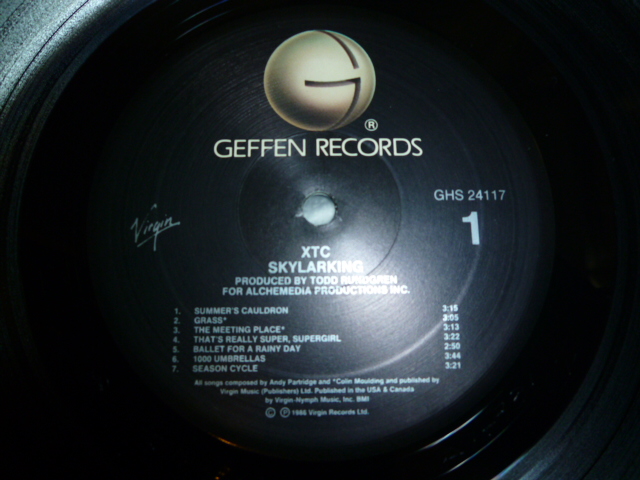 GEFFEN RECORDS®
GHS 24117
Virgin
1
XTC
SKYLARKING
PRODUCED BY TODD RUNDGREN
FOR ALCHEMEDIA PRODUCTIONS INC.
1. SUMMER'S CAULDRON 3:15
2. GRASS* 3:05
3. THE MEETING PLACE* 3:13
4. THAT'S REALLY SUPER, SUPERGIRL 3:22
5. BALLET FOR A RAINY DAY 2:50
6. 1000 UMBRELLAS 3:44
7. SEASON CYCLE 3:21
All songs composed by Andy Partridge and *Colin Moulding and published by
Virgin Music (Publishers) Ltd. Published in the USA & Canada
by Virgin-Nymph Music, Inc. BMI
© ℗ 1986 Virgin Records Ltd.